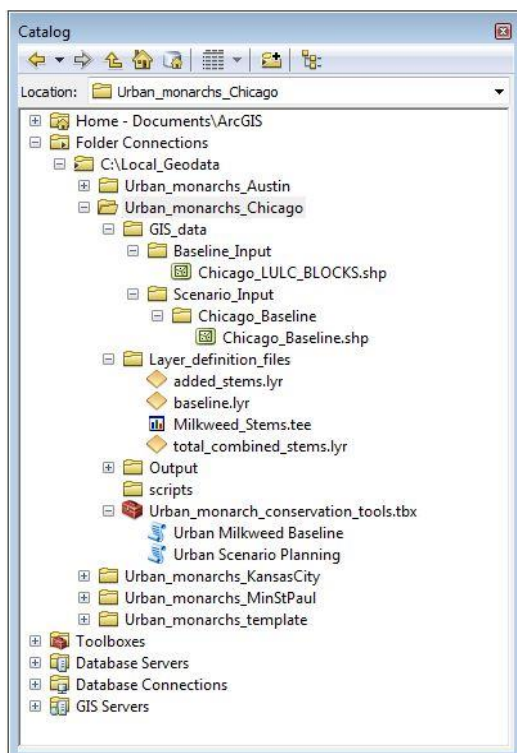 Catalog
Location: Urban_monarchs_Chicago
Home - Documents\ArcGIS
Folder Connections
C:\Local_Geodata
Urban_monarchs_Austin
Urban_monarchs_Chicago
GIS_data
Baseline_Input
Chicago_LULC_BLOCKS.shp
Scenario_Input
Chicago_Baseline
Chicago_Baseline.shp
Layer_definition_files
added_stems.lyr
baseline.lyr
Milkweed_Stems.tee
total_combined_stems.lyr
Output
scripts
Urban_monarch_conservation_tools.tbx
Urban Milkweed Baseline
Urban Scenario Planning
Urban_monarchs_KansasCity
Urban_monarchs_MinStPaul
Urban_monarchs_template
Toolboxes
Database Servers
Database Connections
GIS Servers